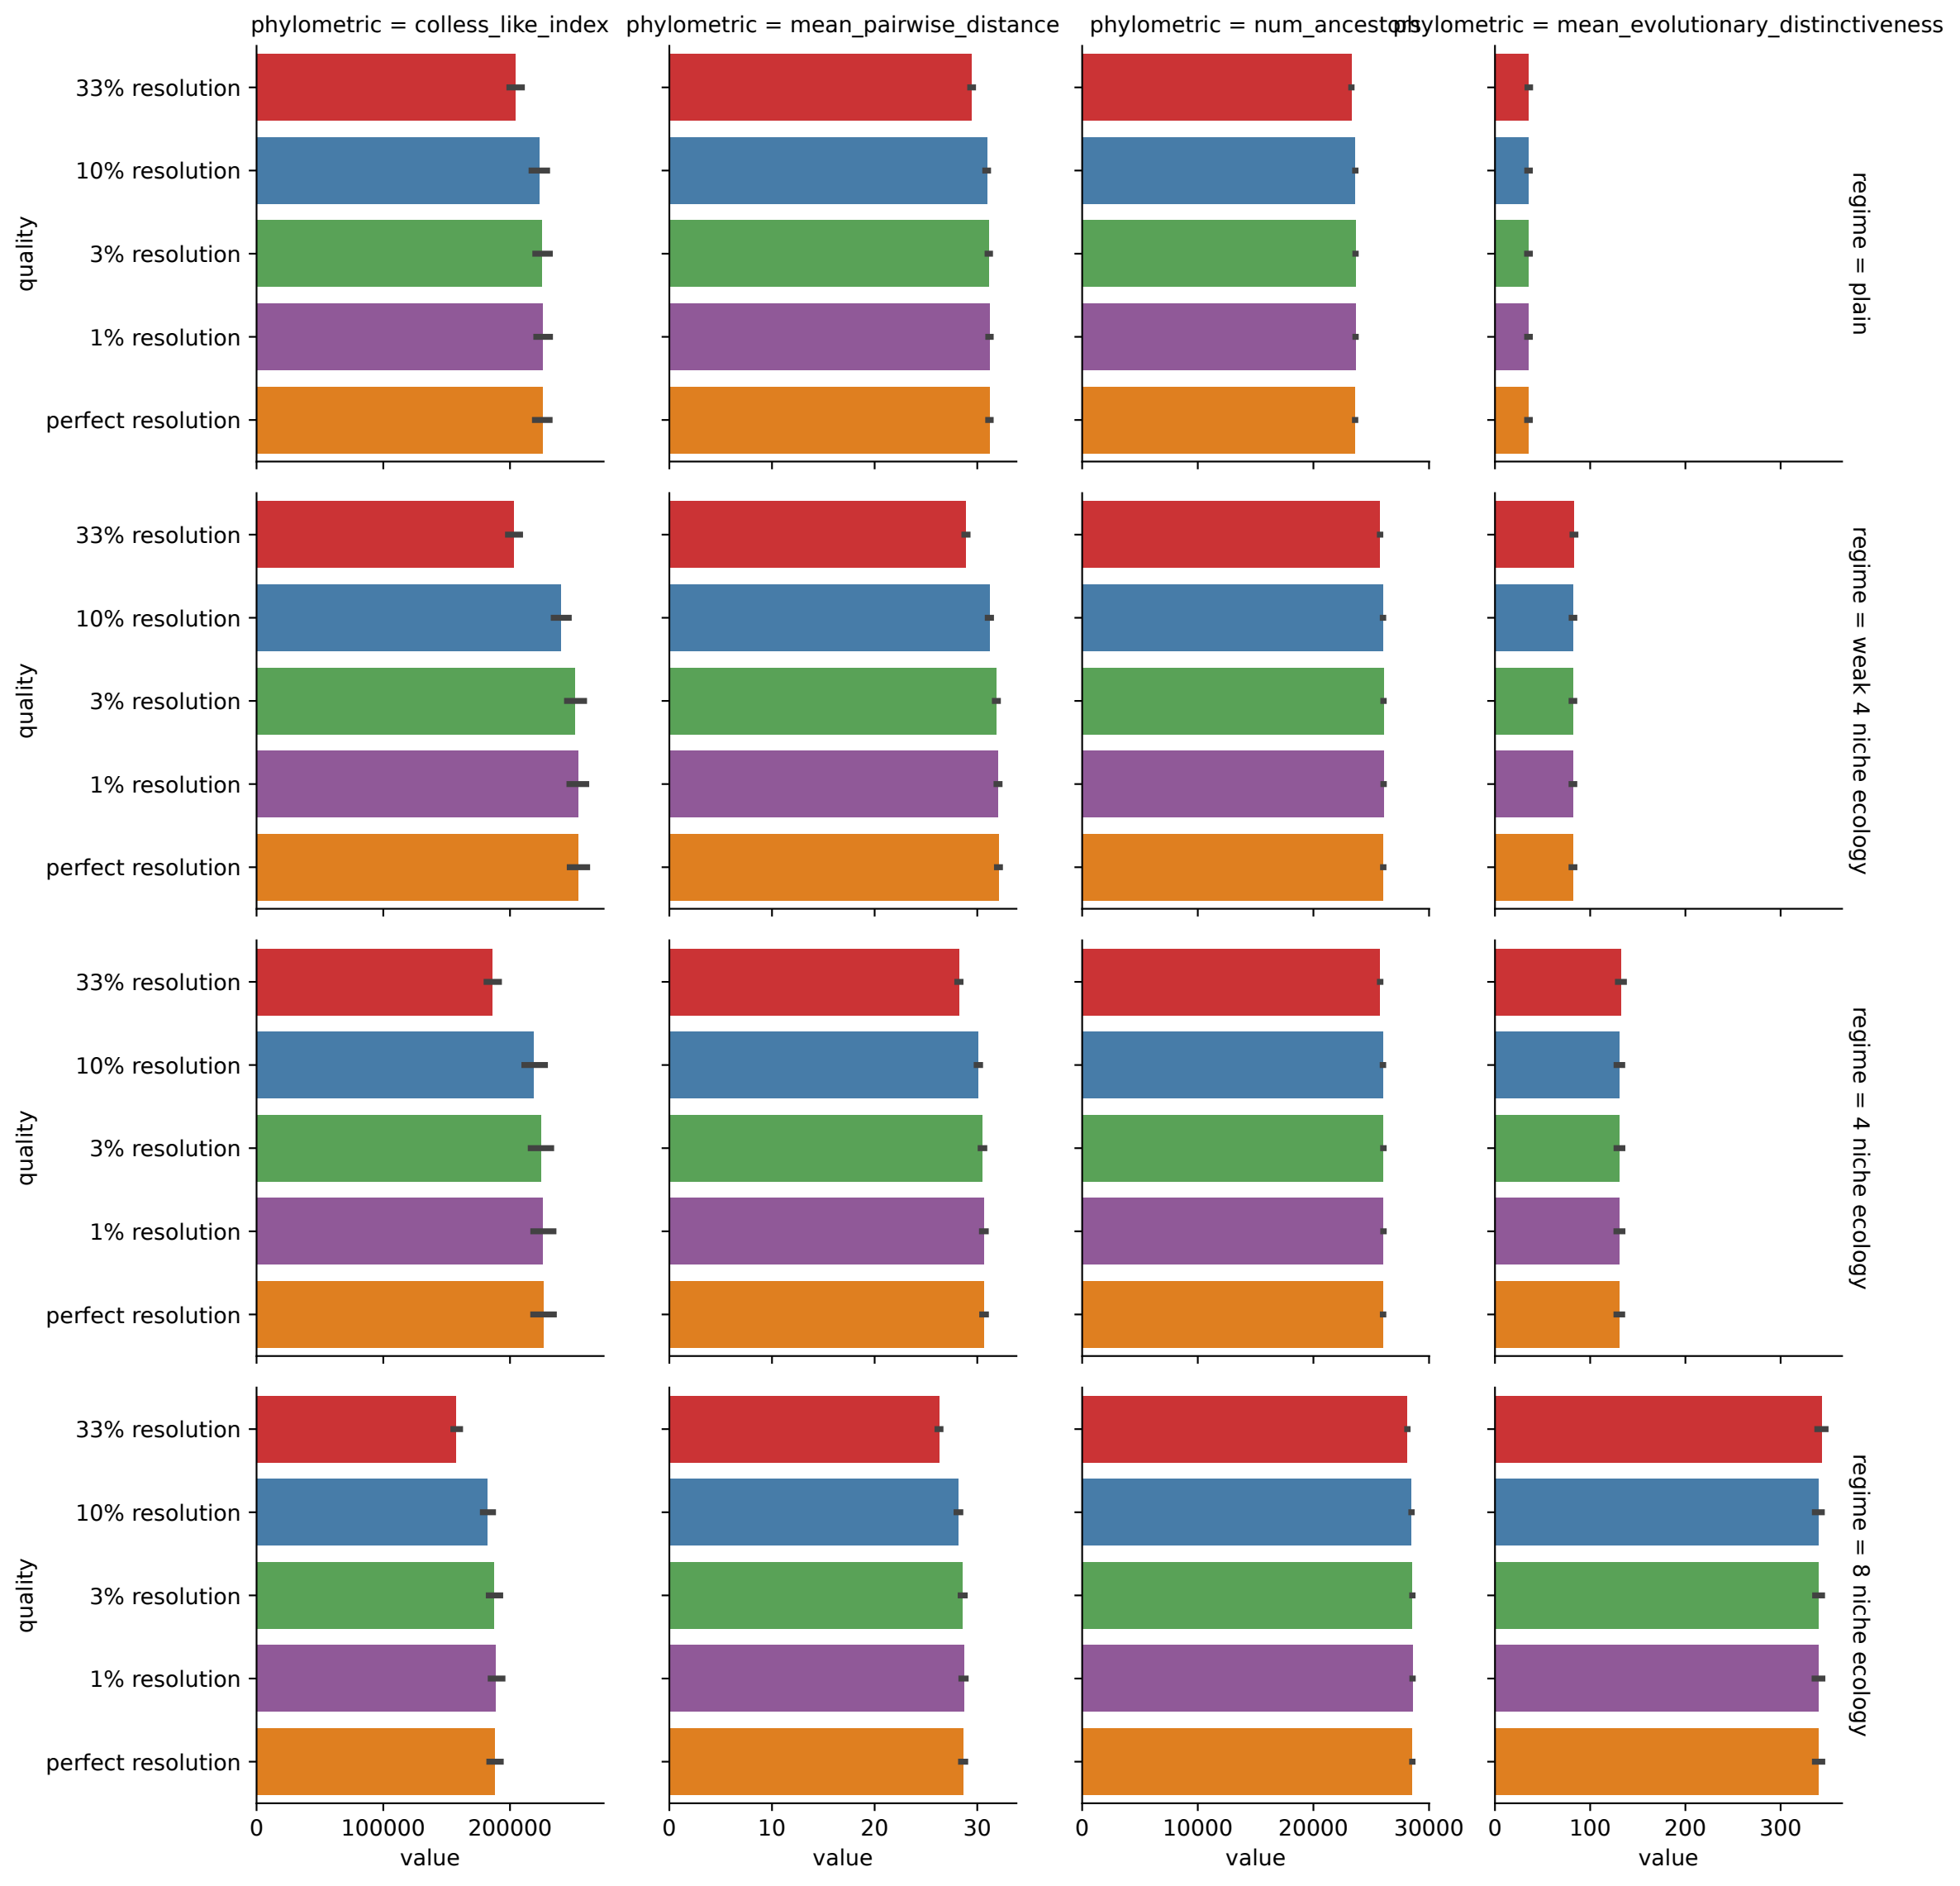 phylometric = colless_like_index
phylometric = mean_pairwise_distance
phylometric = num_ancestors
phylometric = mean_evolutionary_distinctiveness
quality
33% resolution
10% resolution
3% resolution
1% resolution
perfect resolution
regime = plain
quality
33% resolution
10% resolution
3% resolution
1% resolution
perfect resolution
regime = weak 4 niche ecology
quality
33% resolution
10% resolution
3% resolution
1% resolution
perfect resolution
regime = 4 niche ecology
quality
33% resolution
10% resolution
3% resolution
1% resolution
perfect resolution
regime = 8 niche ecology
0 100000 200000
value
0 10 20 30
value
0 10000 20000 30000
value
0 100 200 300
value